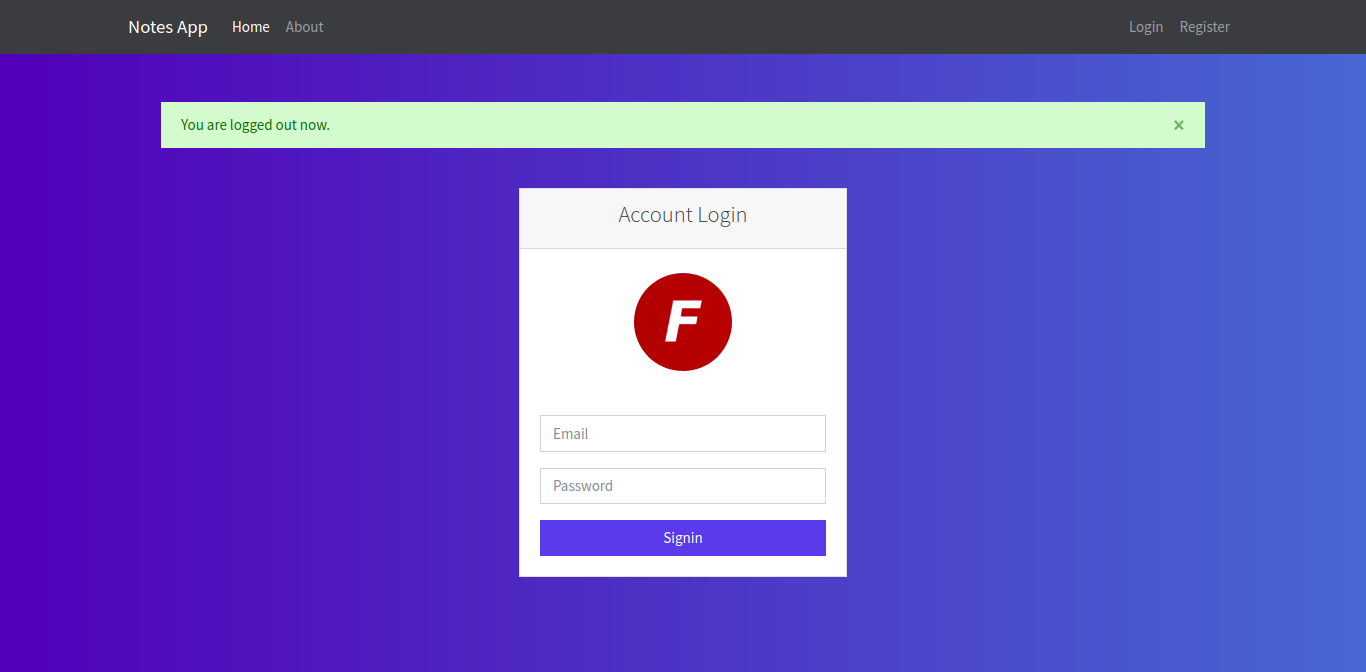 Notes App Home About Login Register
You are logged out now. ×
Account Login
F
Email
Password
Signin